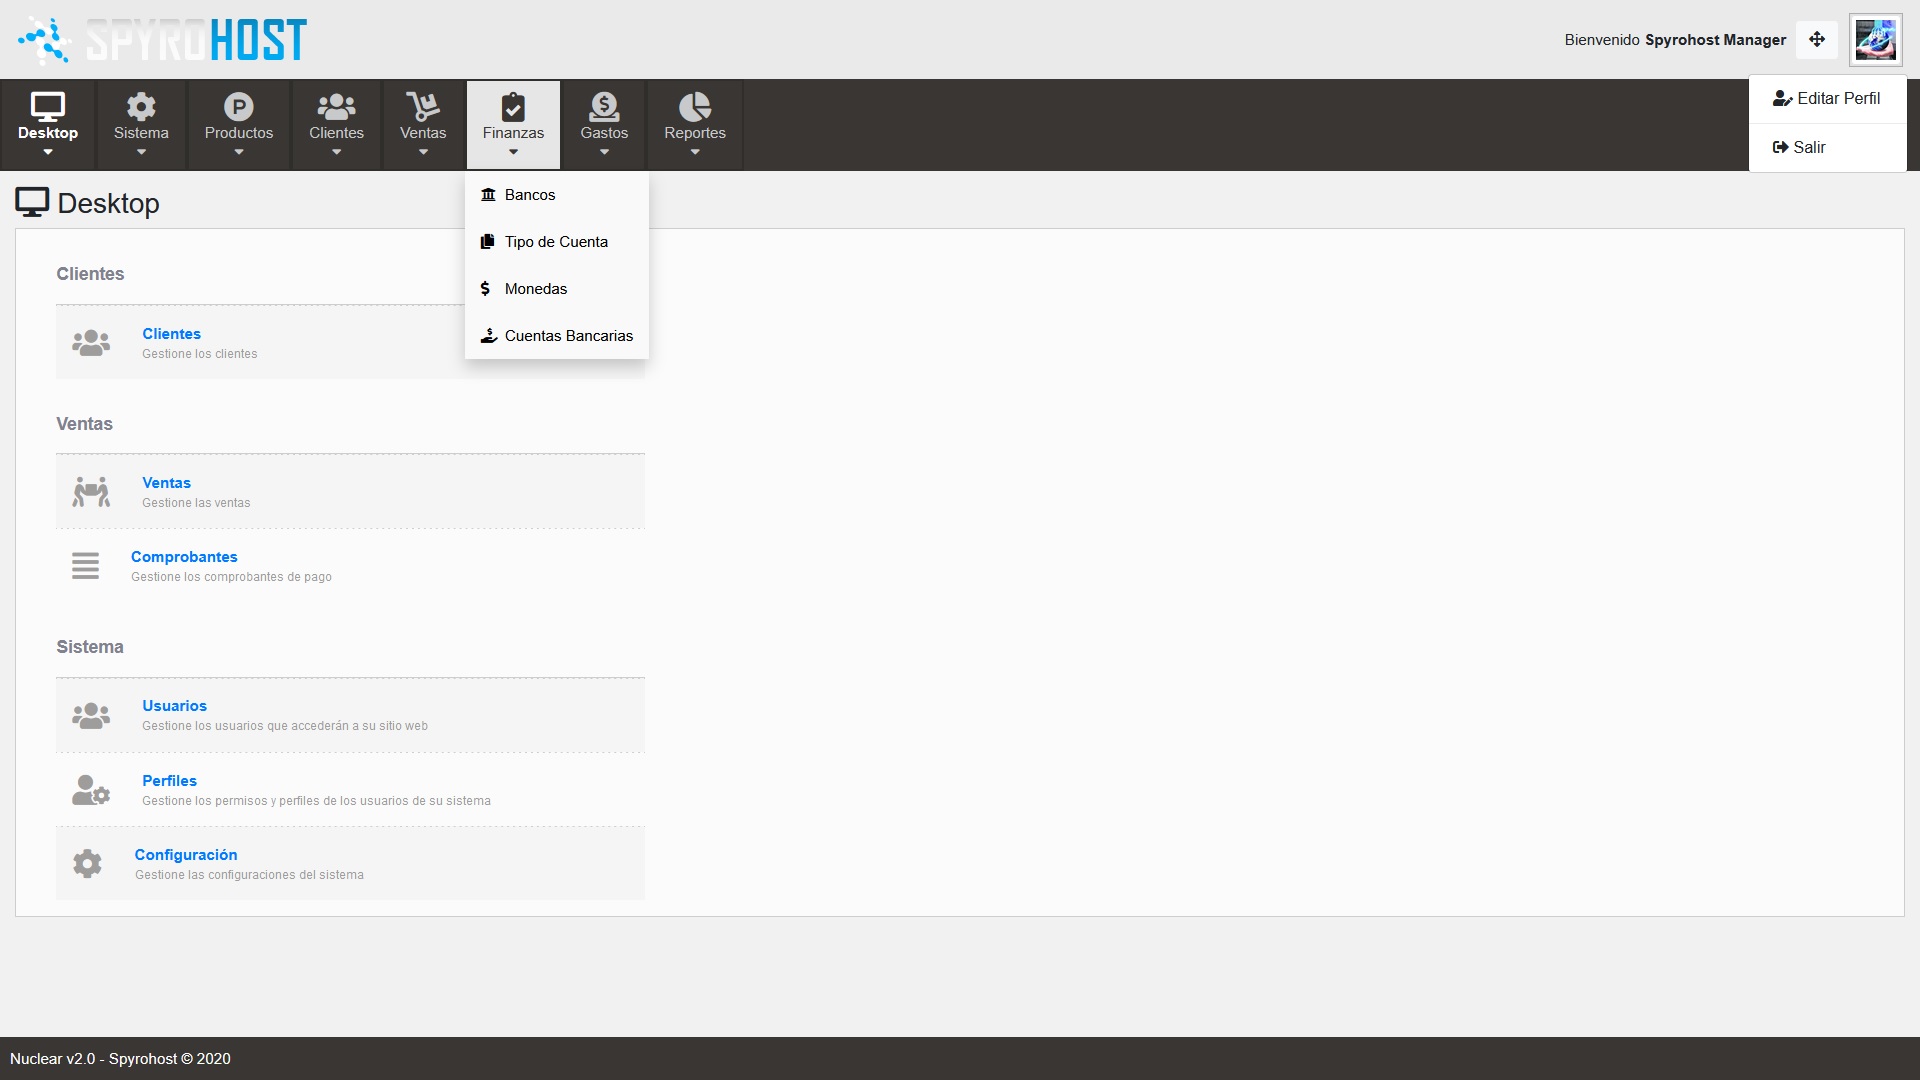 SPYROHOST
Bienvenido Spyrohost Manager
Editar Perfil
Salir
Desktop
Sistema
Productos
Clientes
Ventas
Finanzas
Gastos
Reportes
Bancos
Tipo de Cuenta
Monedas
Cuentas Bancarias
Desktop
Clientes
Clientes
Gestione los clientes
Ventas
Ventas
Gestione las ventas
Comprobantes
Gestione los comprobantes de pago
Sistema
Usuarios
Gestione los usuarios que accederán a su sitio web
Perfiles
Gestione los permisos y perfiles de los usuarios de su sistema
Configuración
Gestione las configuraciones del sistema
Nuclear v2.0 - Spyrohost © 2020